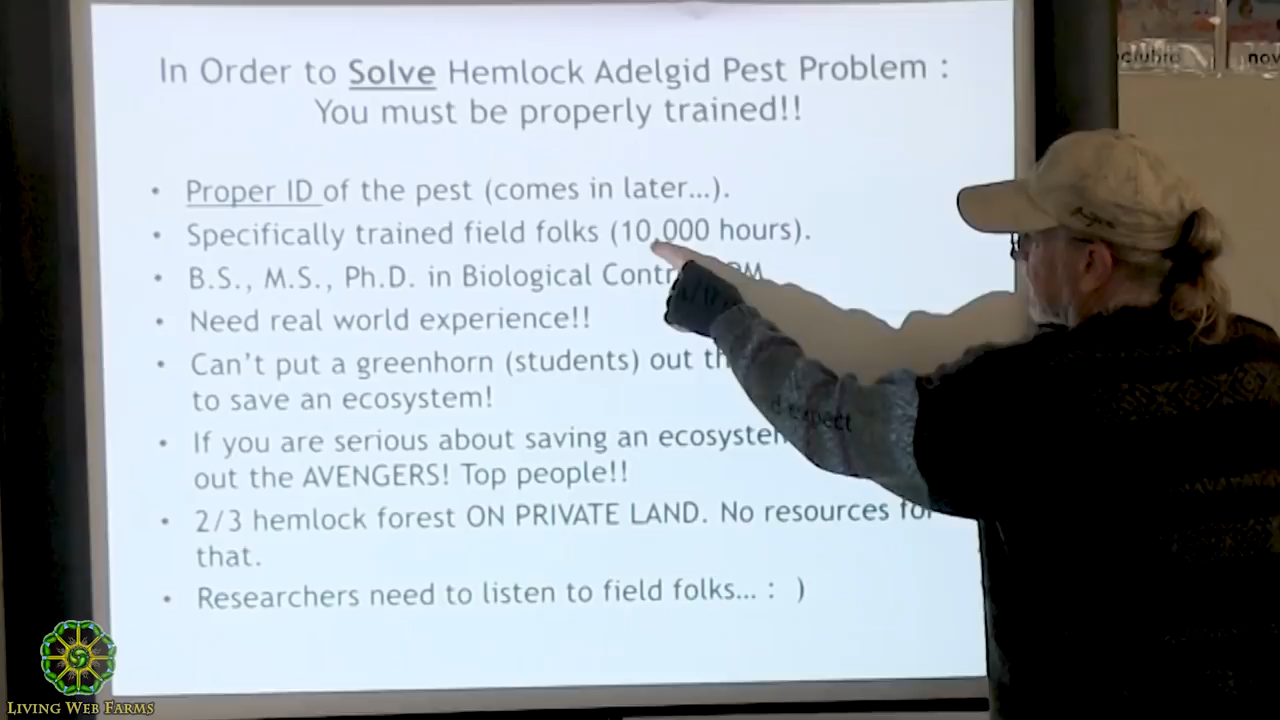 In Order to Solve Hemlock Adelgid Pest Problem :
You must be properly trained!!
• Proper ID of the pest (comes in later...).
• Specifically trained field folks (10,000 hours).
• B.S., M.S., Ph.D. in Biological
• Need real world experience!!
• Can't put a greenhorn (students) out
to save an ecosystem!
• If you are serious about saving an
out the AVENGERS! Top people!!
• 2/3 hemlock forest ON PRIVATE LAND. No resources for
that.
• Researchers need to listen to field folks... : )
LIVING WEB FARMS